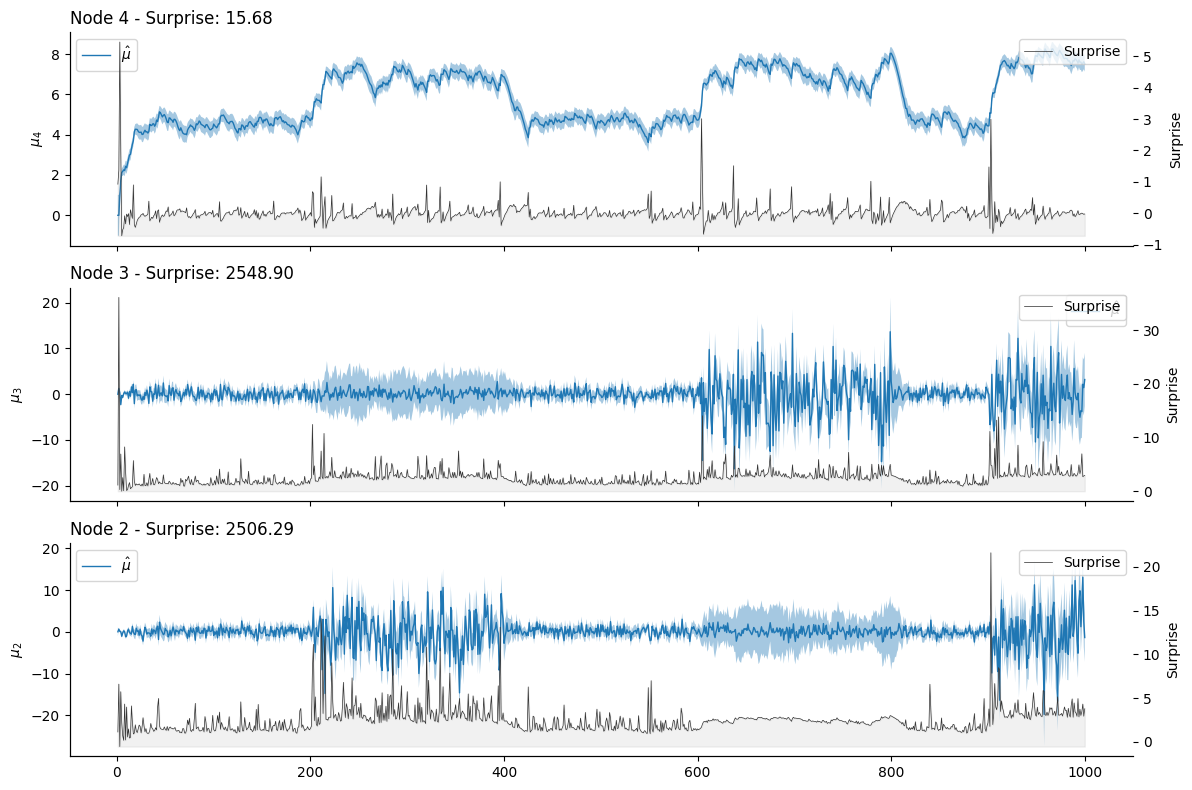 Node 4 - Surprise: 15.68
μ̂
Surprise
8
6
4
2
0
μ₄
5
4
3
2
1
0
−1
Surprise
Node 3 - Surprise: 2548.90
Surprise
20
10
0
−10
−20
μ₃
30
20
10
0
Surprise
Node 2 - Surprise: 2506.29
μ̂
Surprise
20
10
0
−10
−20
μ₂
20
15
10
5
0
Surprise
0 200 400 600 800 1000